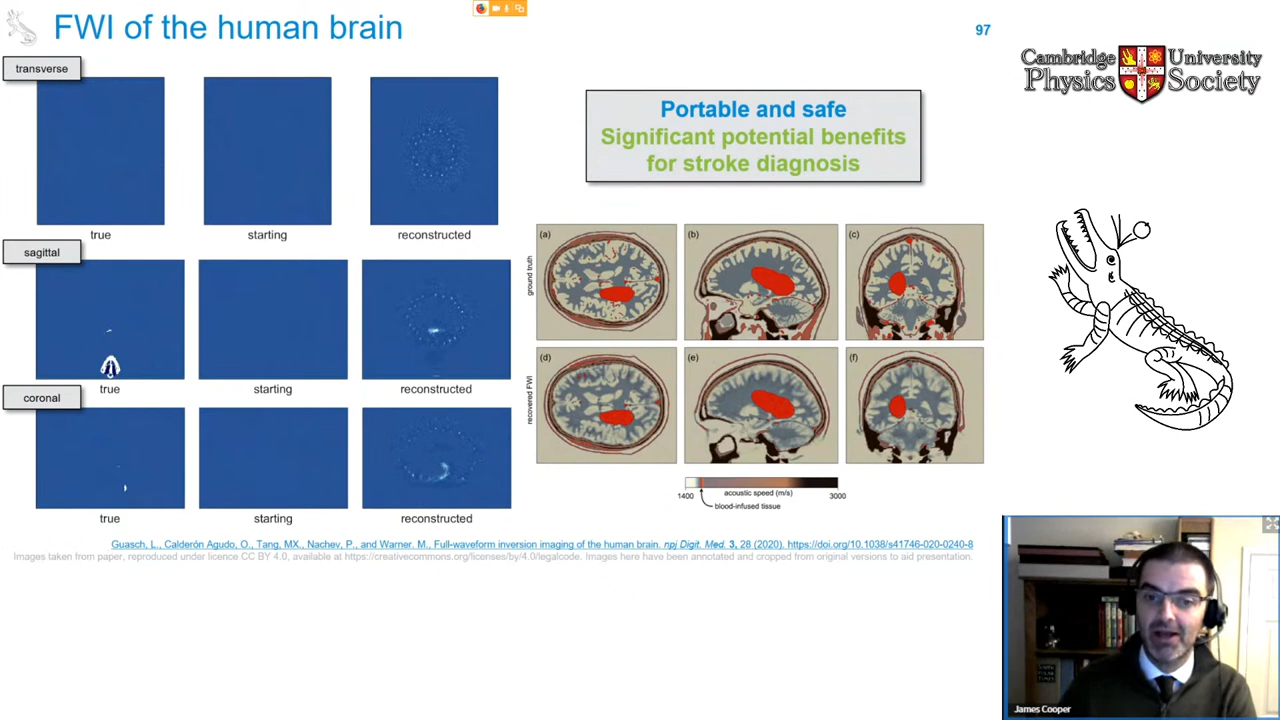 FWI of the human brain
97
Cambridge University
Physics Society
transverse
true
starting
reconstructed
sagittal
true
starting
reconstructed
coronal
true
starting
reconstructed
Portable and safe
Significant potential benefits
for stroke diagnosis
(a)
(b)
(c)
ground truth
(d)
(e)
(f)
recovered FWI
1400
acoustic speed (m/s)
3000
blood-infused tissue
Guasch, L., Calderón Agudo, O., Tang, MX., Nachev, P., and Warner. M., Full-waveform inversion imaging of the human brain. npj Digit. Med. 3, 28 (2020). https://doi.org/10.1038/s41746-020-0240-8
Images taken from paper, reproduced under licence CC BY 4.0, available at https://creativecommons.org/licenses/by/4.0/legalcode. Images here have been annotated and cropped from original versions to aid presentation.
James Cooper